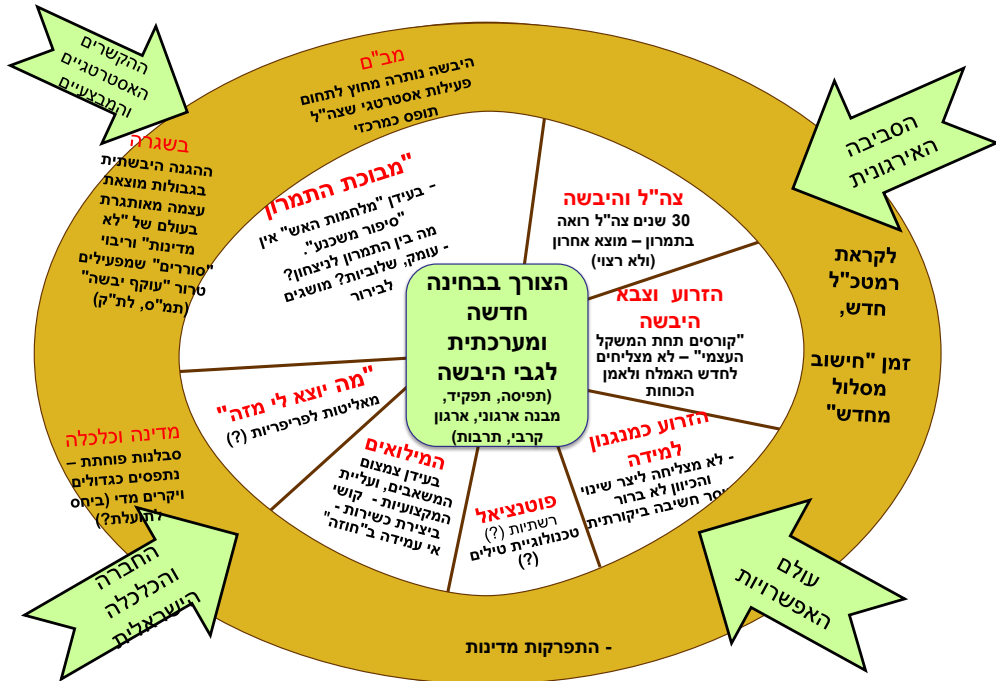 ההקשרים
האסטרטגיים
והמבצעיים
מב"ם
היבשה נותרה מחוץ לתחום
פעילות אסטרטגי שצה"ל
תופס כמרכזי
הסביבה
האירגונית
בשגרה
ההגנה היבשתית
בגבולות מוצאת
עצמה מאותגרת
בעולם של "לא
מדינות" וריבוי
"סוררים" שמפעילים
טרור "עוקף יבשה"
(תמ"ס, לת"ק)
"מבוכת התמרון
- בעידן "מלחמות האש" אין
"סיפור משכנע".
מה בין התמרון לניצחון?
- עומק, שלוביות? מושגים
לבירור
צה"ל והיבשה
30 שנים צה"ל רואה
בתמרון – מוצא אחרון
(ולא רצוי)
לקראת
רמטכ"ל
חדש,
זמן "חישוב
מסלול
מחדש"
הצורך בבחינה
חדשה
ומערכתית
לגבי היבשה
(תפיסה, תפקיד,
מבנה ארגוני, ארגון
קרבי, תרבות)
הזרוע וצבא
היבשה
"קורסים תחת המשקל
העצמי" – לא מצליחים
לחדש האמלח ולאמן
הכוחות
הזרוע כמנגנון
למידה
- לא מצליחה ליצר שינוי
והכיוון לא ברור
חשיבה ביקורתית
"מה יוצא לי מזה"
מאליטות לפריפריות (?)
המילואים
בעידן צמצום
המשאבים, ועליית
המקצועיות - קושי
ביצירת כשירות -
אי עמידה ב"חוזה"
פוטנציאל
רשתיות (?)
טכנולוגיית טילים
(?)
מדינה וכלכלה
סבלנות פוחתת –
נתפסים כגדולים
ויקרים מדי (ביחס
לתועלת?)
החברה
והכלכלה
הישראלית
עולם
האפשרויות
- התפרקות מדינות